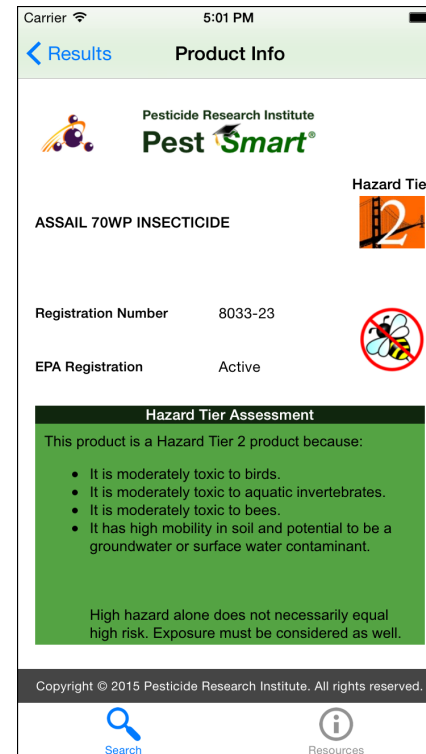 Carrier 5:01 PM
Results Product Info
Pesticide Research Institute
Pest Smart®
Hazard Tie
ASSAIL 70WP INSECTICIDE
2
Registration Number 8033-23
EPA Registration Active
Hazard Tier Assessment
This product is a Hazard Tier 2 product because:
• It is moderately toxic to birds.
• It is moderately toxic to aquatic invertebrates.
• It is moderately toxic to bees.
• It has high mobility in soil and potential to be a
groundwater or surface water contaminant.
High hazard alone does not necessarily equal
high risk. Exposure must be considered as well.
Copyright © 2015 Pesticide Research Institute. All rights reserved.
Search Resources